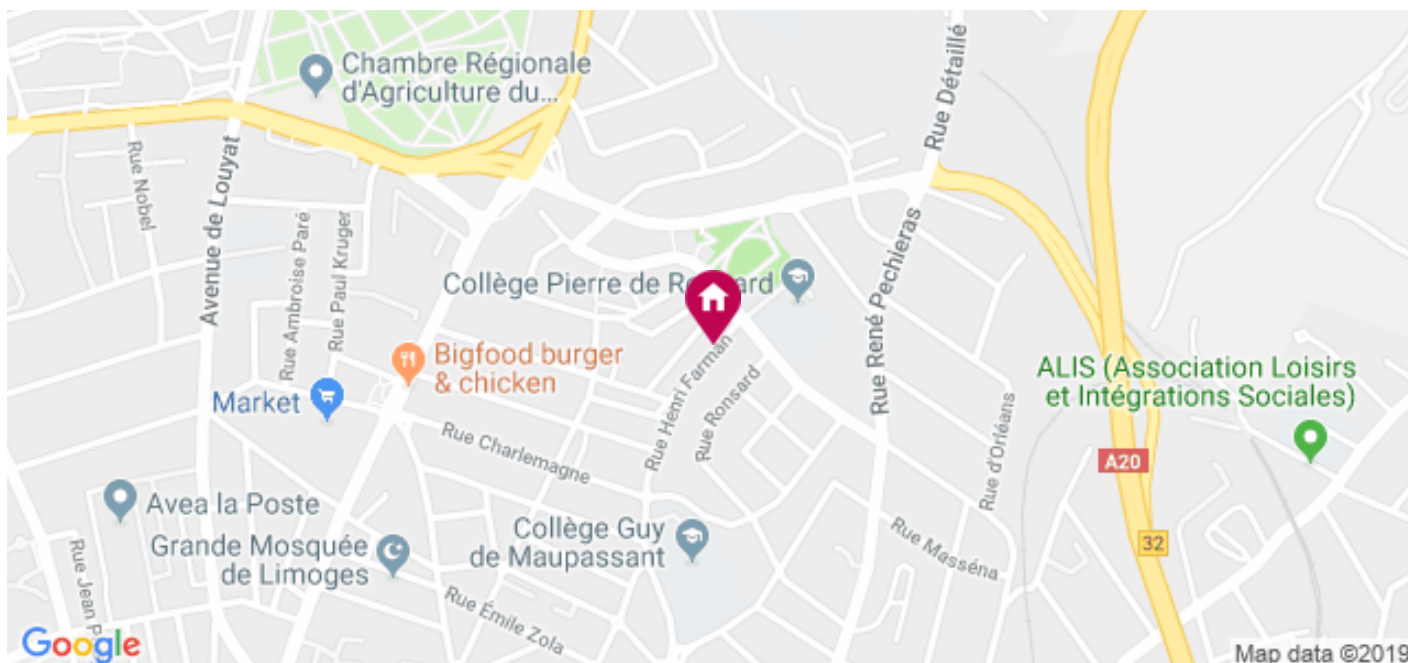 Chambre Régionale
d'Agriculture du...
Rue Détaillé
Rue Nobel
Avenue de Louyat
Rue Ambroise Paré
Rue Paul Kruger
Collège Pierre de
Rue René Pechieras
Bigfood burger
& chicken
Market
Rue Henri Farman
Rue Ronsard
ALIS (Association Loisirs
et Intégrations Sociales)
A20
Rue d'Orléans
Rue Charlemagne
Avea la Poste
Collège Guy
de Maupassant
Grande Mosquée
de Limoges
Rue Masséna
32
Rue Jean
Rue Émile Zola
Google
Map data ©2019